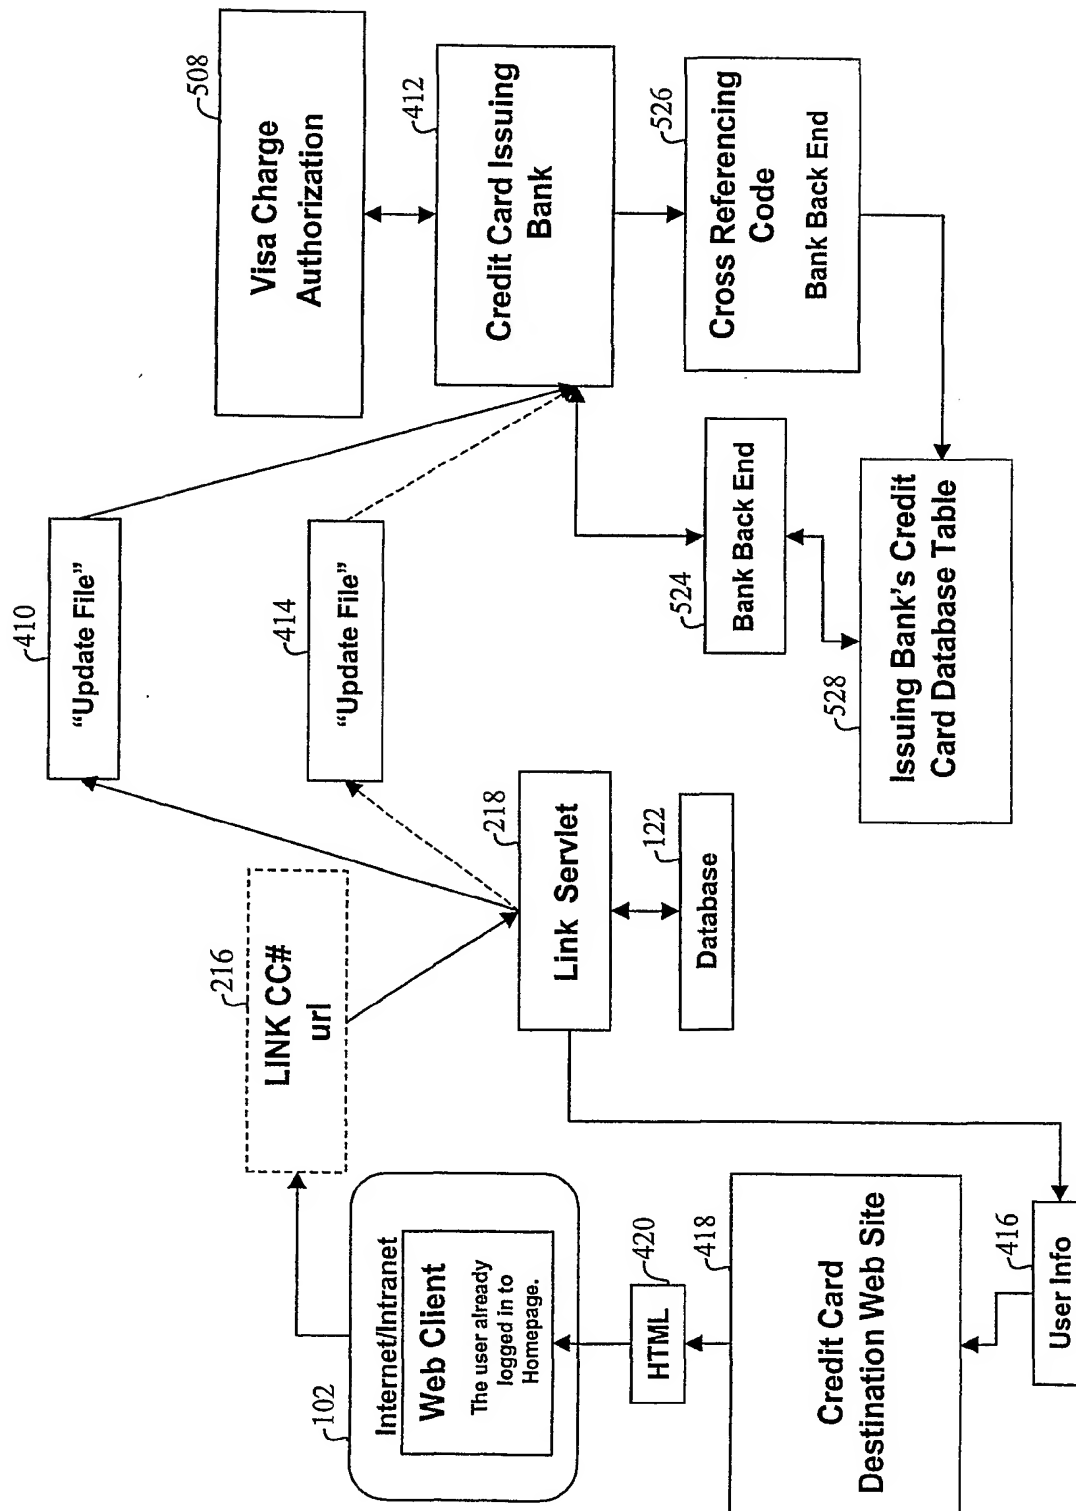 102
Internet/Intranet
Web Client
The user already
logged in to
Homepage.
216
LINK CC#
url
410
"Update File"
414
"Update File"
508
Visa Charge
Authorization
412
Credit Card Issuing
Bank
526
Cross Referencing
Code
Bank Back End
524
Bank Back End
528
Issuing Bank's Credit
Card Database Table
218
Link Servlet
122
Database
420
HTML
418
Credit Card
Destination Web Site
416
User Info